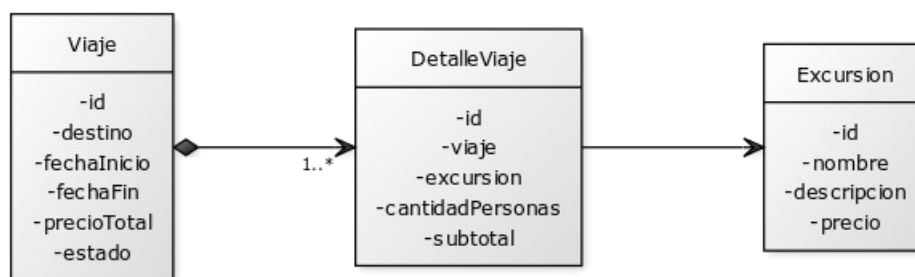 Viaje
-id
-destino
-fechaInicio
-fechaFin
-precioTotal
-estado
1..*
DetalleViaje
-id
-viaje
-excursion
-cantidadPersonas
-subtotal
Excursion
-id
-nombre
-descripcion
-precio